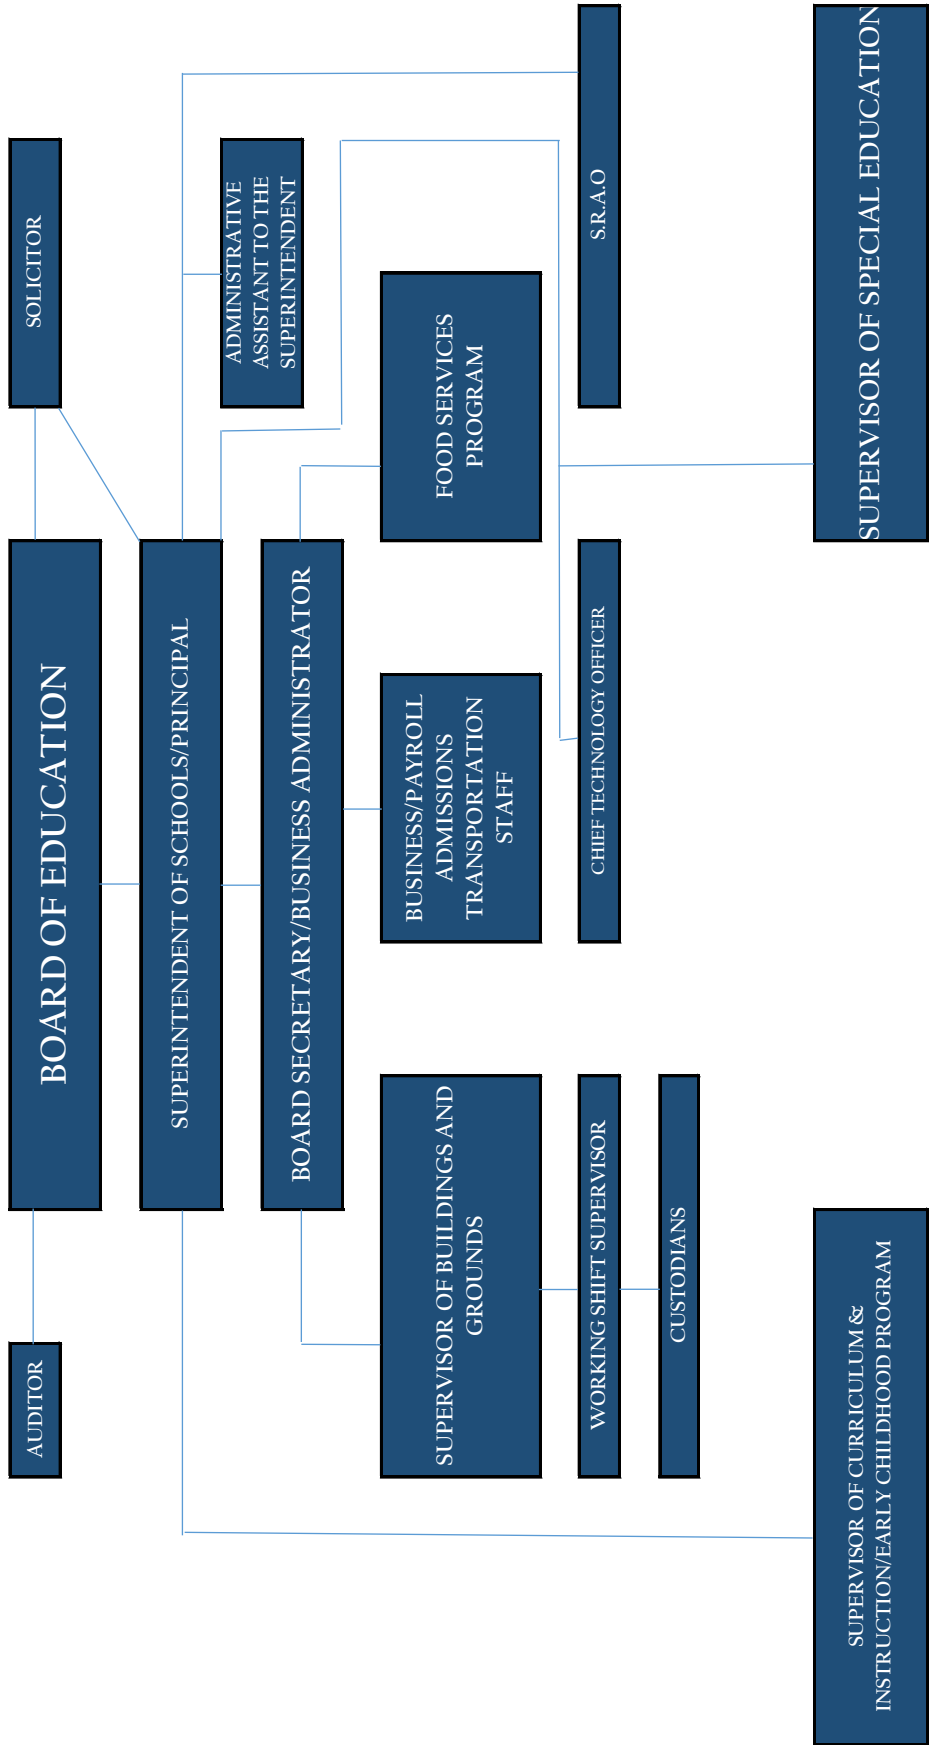 AUDITOR
BOARD OF EDUCATION
SOLICITOR
SUPERINTENDENT OF SCHOOLS/PRINCIPAL
ADMINISTRATIVE
ASSISTANT TO THE
SUPERINTENDENT
BOARD SECRETARY/BUSINESS ADMINISTRATOR
SUPERVISOR OF BUILDINGS AND
GROUNDS
BUSINESS/PAYROLL
ADMISSIONS
TRANSPORTATION
STAFF
FOOD SERVICES
PROGRAM
WORKING SHIFT SUPERVISOR
CHIEF TECHNOLOGY OFFICER
S.R.A.O
CUSTODIANS
SUPERVISOR OF CURRICULUM &
INSTRUCTION/EARLY CHILDHOOD PROGRAM
SUPERVISOR OF SPECIAL EDUCATION